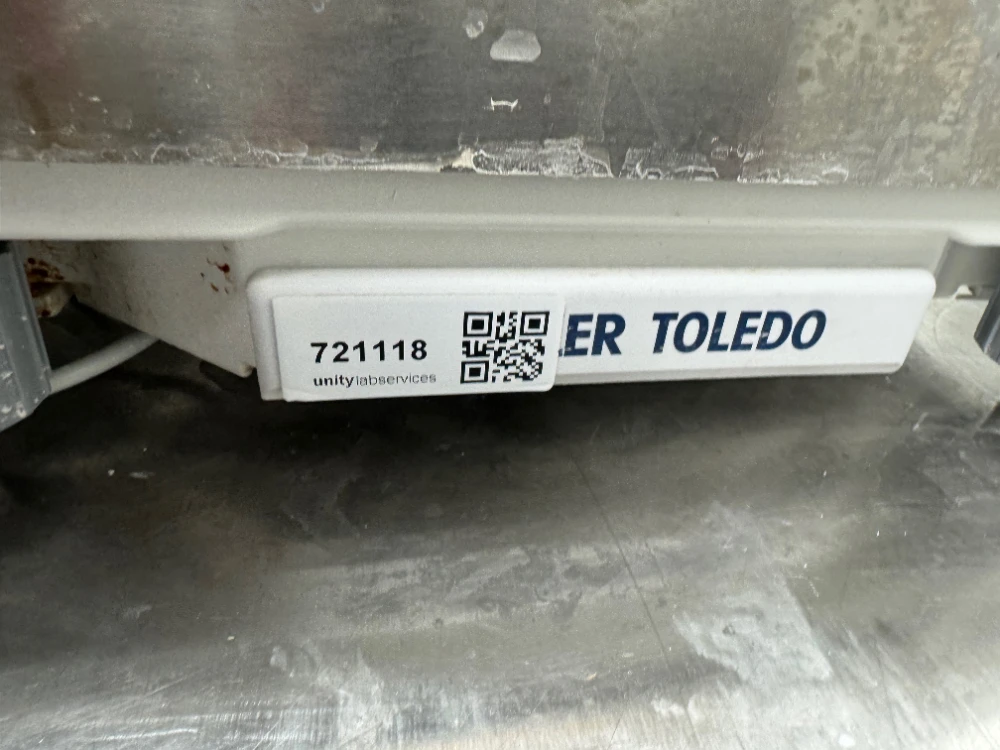 721118
unitylabservices
ER TOLEDO